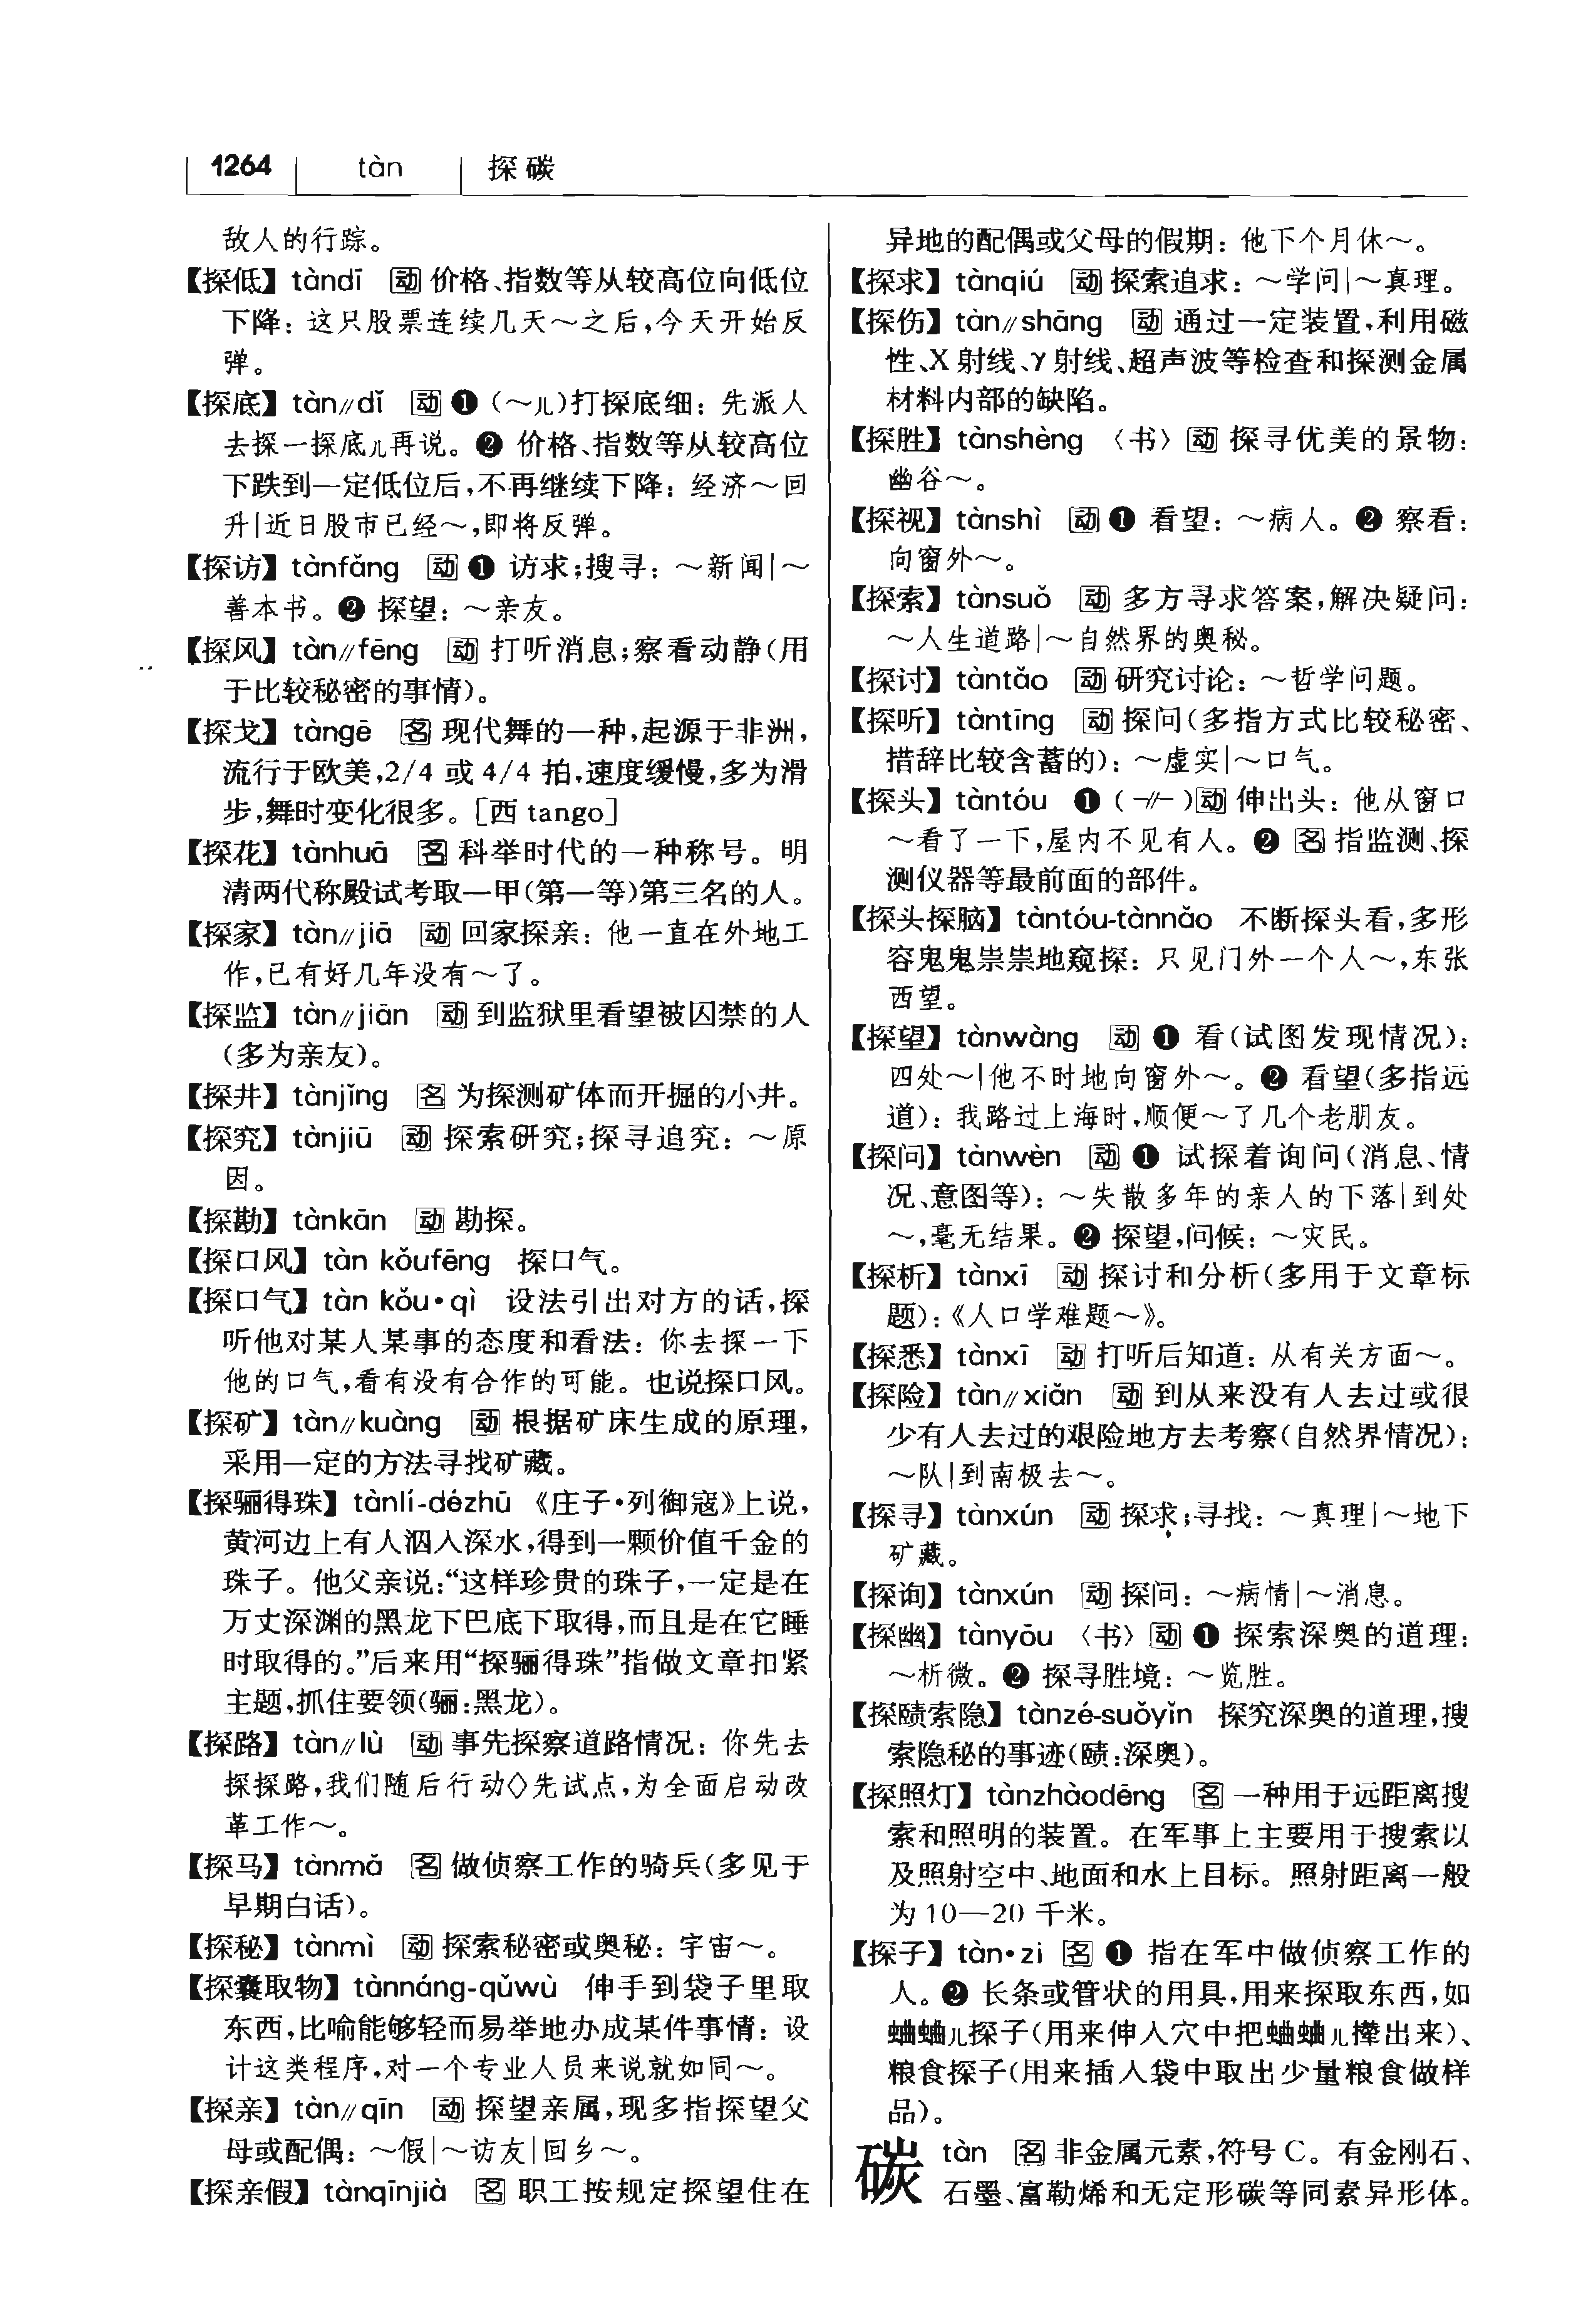 1264 tàn 探碳
敌人的行踪。
【探低】tàndī 动 价格、指数等从较高位向低位
下降：这只股票连续几天～之后，今天开始反
弹。
【探底】tàn∥dǐ 动 ❶（～儿）打探底细：先派人
去探一探底儿再说。❷ 价格、指数等从较高位
下跌到一定低位后，不再继续下降：经济～回
升|近日股市已经～，即将反弹。
【探访】tànfǎng 动 ❶ 访求；搜寻：～新闻|～
善本书。❷ 探望：～亲友。
【探风】tàn∥fēng 动 打听消息；察看动静（用
于比较秘密的事情）。
【探戈】tàngē 名 现代舞的一种，起源于非洲，
流行于欧美，2/4 或 4/4 拍，速度缓慢，多为滑
步，舞时变化很多。[西 tango]
【探花】tànhuā 名 科举时代的一种称号。明
清两代称殿试考取一甲（第一等）第三名的人。
【探家】tàn∥jiā 动 回家探亲：他一直在外地工
作，已有好几年没有～了。
【探监】tàn∥jiān 动 到监狱里看望被囚禁的人
（多为亲友）。
【探井】tànjǐng 名 为探测矿体而开掘的小井。
【探究】tànjiū 动 探索研究；探寻追究：～原
因。
【探勘】tànkān 动 勘探。
【探口风】tàn kǒufēng 探口气。
【探口气】tàn kǒu•qì 设法引出对方的话，探
听他对某人某事的态度和看法：你去探一下
他的口气，看有没有合作的可能。也说探口风。
【探矿】tàn∥kuàng 动 根据矿床生成的原理，
采用一定的方法寻找矿藏。
【探骊得珠】tànlí-dézhū 《庄子•列御寇》上说，
黄河边上有人泅入深水，得到一颗价值千金的
珠子。他父亲说：“这样珍贵的珠子，一定是在
万丈深渊的黑龙下巴底下取得，而且是在它睡
时取得的。”后来用“探骊得珠”指做文章扣紧
主题，抓住要领（骊：黑龙）。
【探路】tàn∥lù 动 事先探察道路情况：你先去
探探路，我们随后行动◇先试点，为全面启动改
革工作～。
【探马】tànmǎ 名 做侦察工作的骑兵（多见于
早期白话）。
【探秘】tànmì 动 探索秘密或奥秘：宇宙～。
【探囊取物】tànnáng-qǔwù 伸手到袋子里取
东西，比喻能够轻而易举地办成某件事情：设
计这类程序，对一个专业人员来说就如同～。
【探亲】tàn∥qīn 动 探望亲属，现多指探望父
母或配偶：～假|～访友|回乡～。
【探亲假】tànqīnjià 名 职工按规定探望住在
异地的配偶或父母的假期：他下个月休～。
【探求】tànqiú 动 探索追求：～学问|～真理。
【探伤】tàn∥shāng 动 通过一定装置，利用磁
性、X 射线、γ 射线、超声波等检查和探测金属
材料内部的缺陷。
【探胜】tànshèng 〈书〉动 探寻优美的景物：
幽谷～。
【探视】tànshì 动 ❶ 看望：～病人。❷ 察看：
向窗外～。
【探索】tànsuǒ 动 多方寻求答案，解决疑问：
～人生道路|～自然界的奥秘。
【探讨】tàntǎo 动 研究讨论：～哲学问题。
【探听】tàntīng 动 探问（多指方式比较秘密、
措辞比较含蓄的）：～虚实|～口气。
【探头】tàntóu ❶（-∥-）动 伸出头：他从窗口
～看了一下，屋内不见有人。❷ 名 指监测、探
测仪器等最前面的部件。
【探头探脑】tàntóu-tànnǎo 不断探头看，多形
容鬼鬼祟祟地窥探：只见门外一个人～，东张
西望。
【探望】tànwàng 动 ❶ 看（试图发现情况）：
四处～|他不时地向窗外～。❷ 看望（多指远
道）：我路过上海时，顺便～了几个老朋友。
【探问】tànwèn 动 ❶ 试探着询问（消息、情
况、意图等）：～失散多年的亲人的下落|到处
～，毫无结果。❷ 探望，问候：～灾民。
【探析】tànxī 动 探讨和分析（多用于文章标
题）：《人口学难题～》。
【探悉】tànxī 动 打听后知道：从有关方面～。
【探险】tàn∥xiǎn 动 到从来没有人去过或很
少有人去过的艰险地方去考察（自然界情况）：
～队|到南极去～。
【探寻】tànxún 动 探求；寻找：～真理|～地下
矿藏。
【探询】tànxún 动 探问：～病情|～消息。
【探幽】tànyōu 〈书〉动 ❶ 探索深奥的道理：
～析微。❷ 探寻胜境：～览胜。
【探赜索隐】tànzé-suǒyǐn 探究深奥的道理，搜
索隐秘的事迹（赜：深奥）。
【探照灯】tànzhàodēng 名 一种用于远距离搜
索和照明的装置。在军事上主要用于搜索以
及照射空中、地面和水上目标。照射距离一般
为 10—20 千米。
【探子】tàn•zi 名 ❶ 指在军中做侦察工作的
人。❷ 长条或管状的用具，用来探取东西，如
蛐蛐儿探子（用来伸入穴中把蛐蛐儿撵出来）、
粮食探子（用来插入袋中取出少量粮食做样
品）。
碳 tàn 名 非金属元素，符号 C。有金刚石、
石墨、富勒烯和无定形碳等同素异形体。